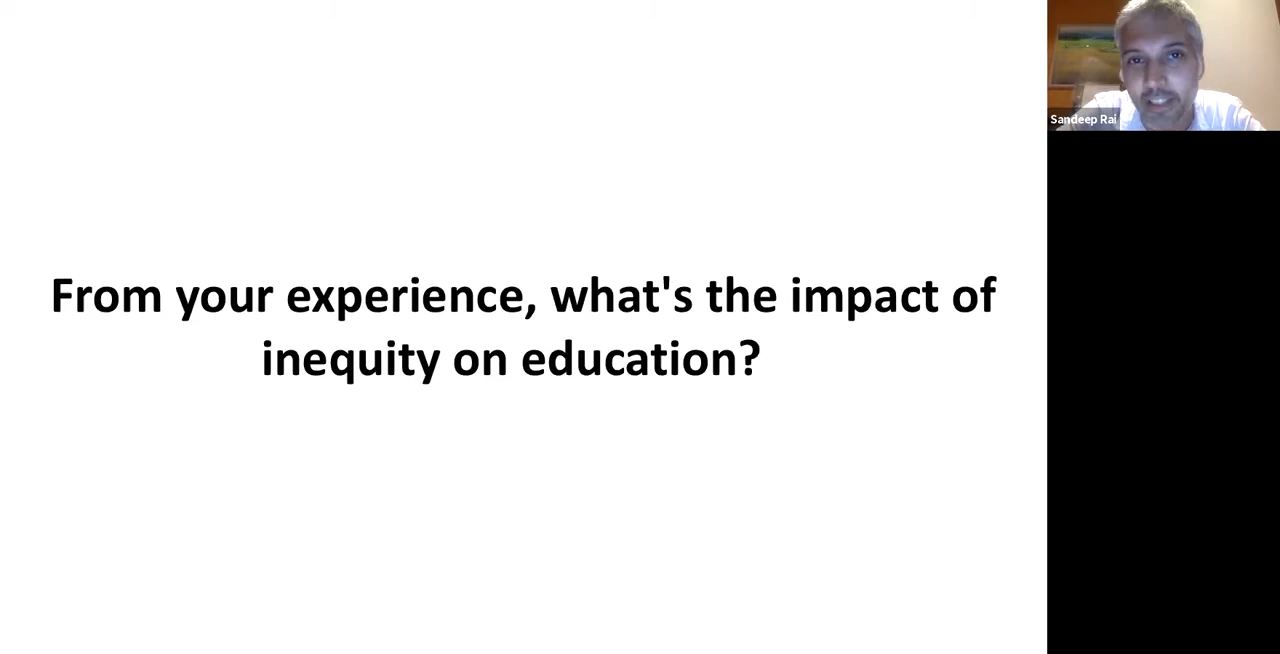 From your experience, what's the impact of
inequity on education?
Sandeep Rai